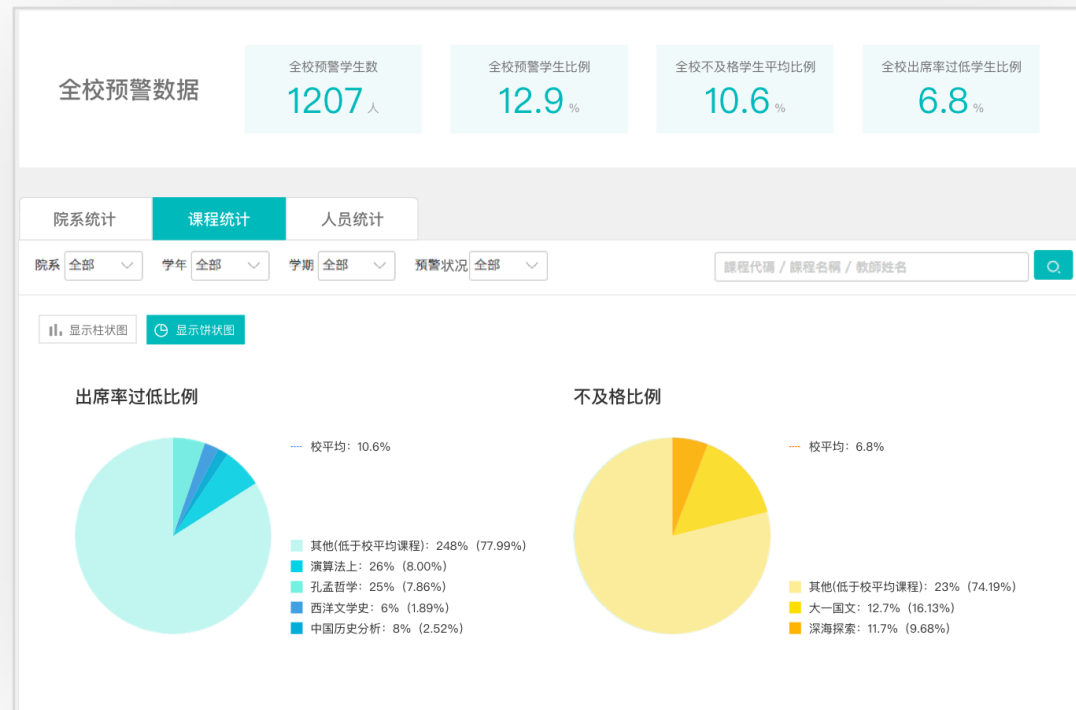 全校预警数据
全校预警学生数
1207 人
全校预警学生比例
12.9 %
全校不及格学生平均比例
10.6 %
全校出席率过低学生比例
6.8 %
院系统计 课程统计 人员统计
院系 全部 学年 全部 学期 全部 预警状况 全部 課程代碼 / 課程名稱 / 教師姓名
显示柱状图 显示饼状图
出席率过低比例
校平均：10.6%
其他(低于校平均课程)：248% (77.99%)
演算法上：26% (8.00%)
孔孟哲学：25% (7.86%)
西洋文学史：6% (1.89%)
中国历史分析：8% (2.52%)
不及格比例
校平均：6.8%
其他(低于校平均课程)：23% (74.19%)
大一国文：12.7% (16.13%)
深海探索：11.7% (9.68%)